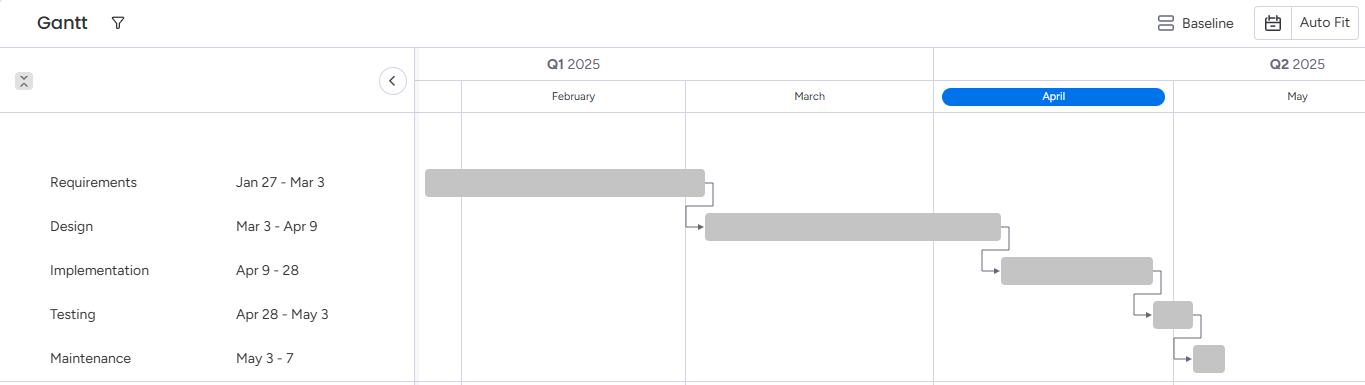 Gantt Baseline Auto Fit
Q1 2025 Q2 2025
February March April May
Requirements Jan 27 - Mar 3
Design Mar 3 - Apr 9
Implementation Apr 9 - 28
Testing Apr 28 - May 3
Maintenance May 3 - 7